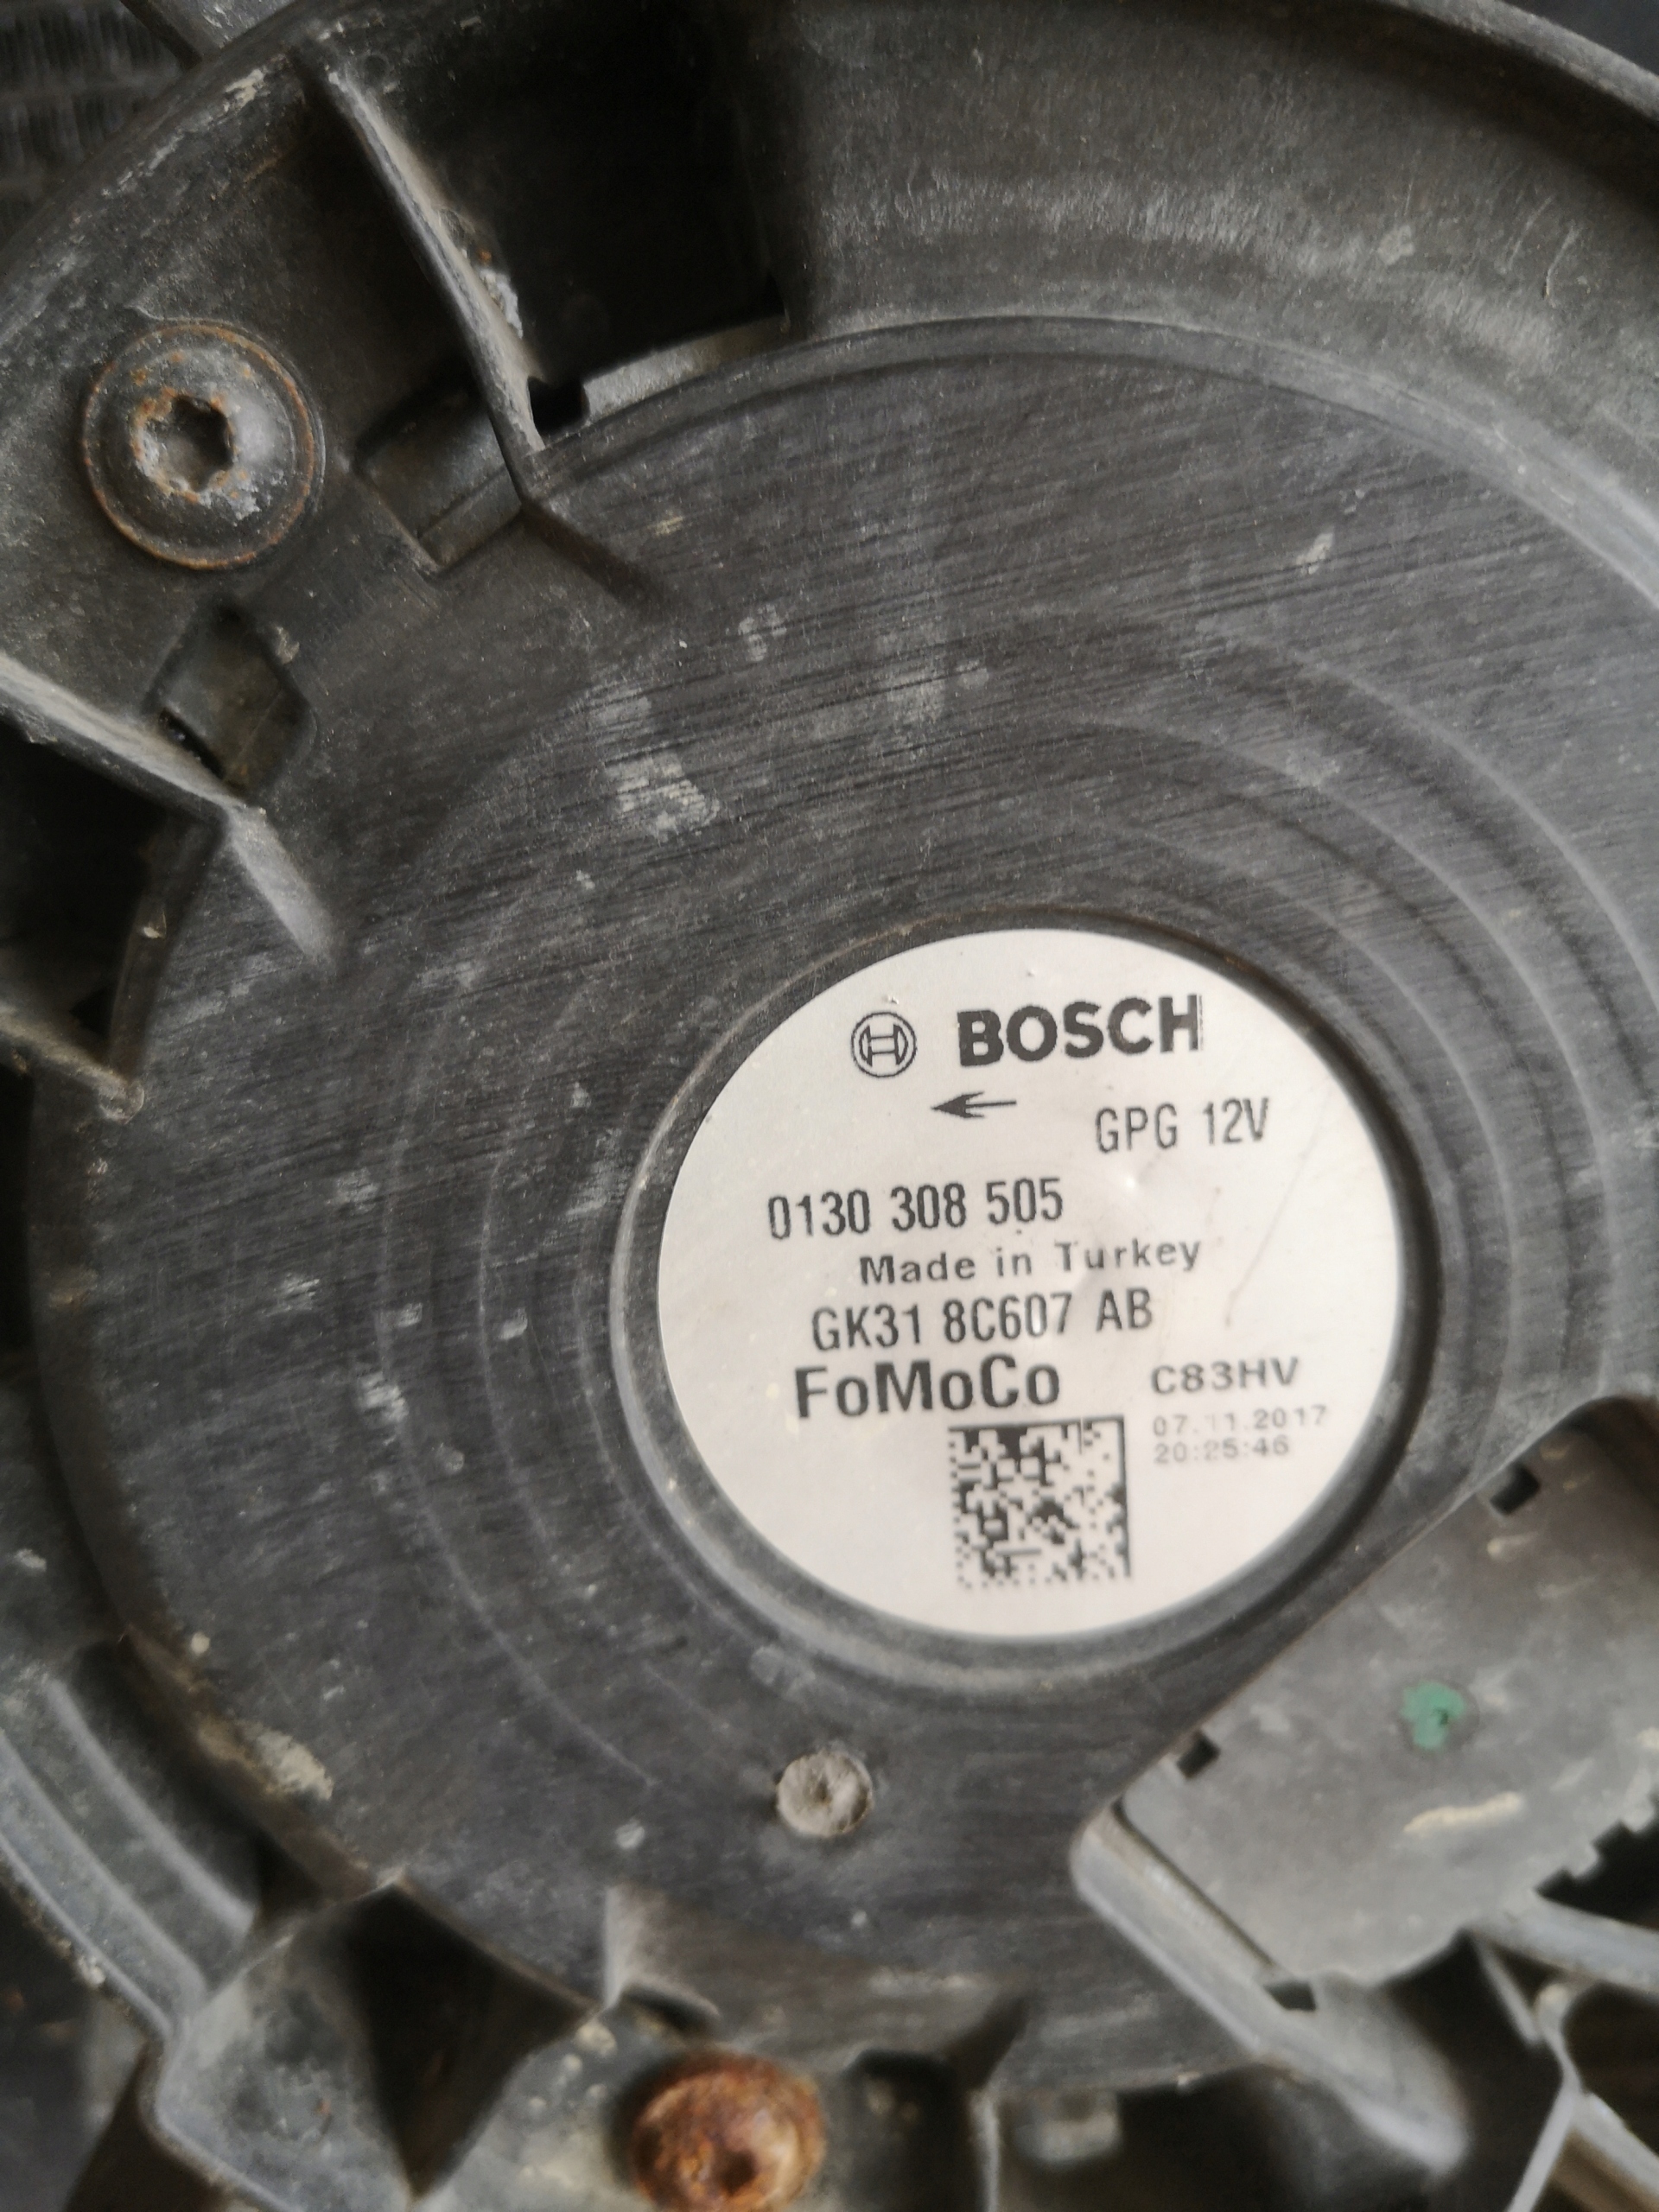 BOSCH
GPG 12V
0130 308 505
Made in Turkey
GK31 8C607 AB
FoMoCo C83HV
07.11.2017
20:25:46